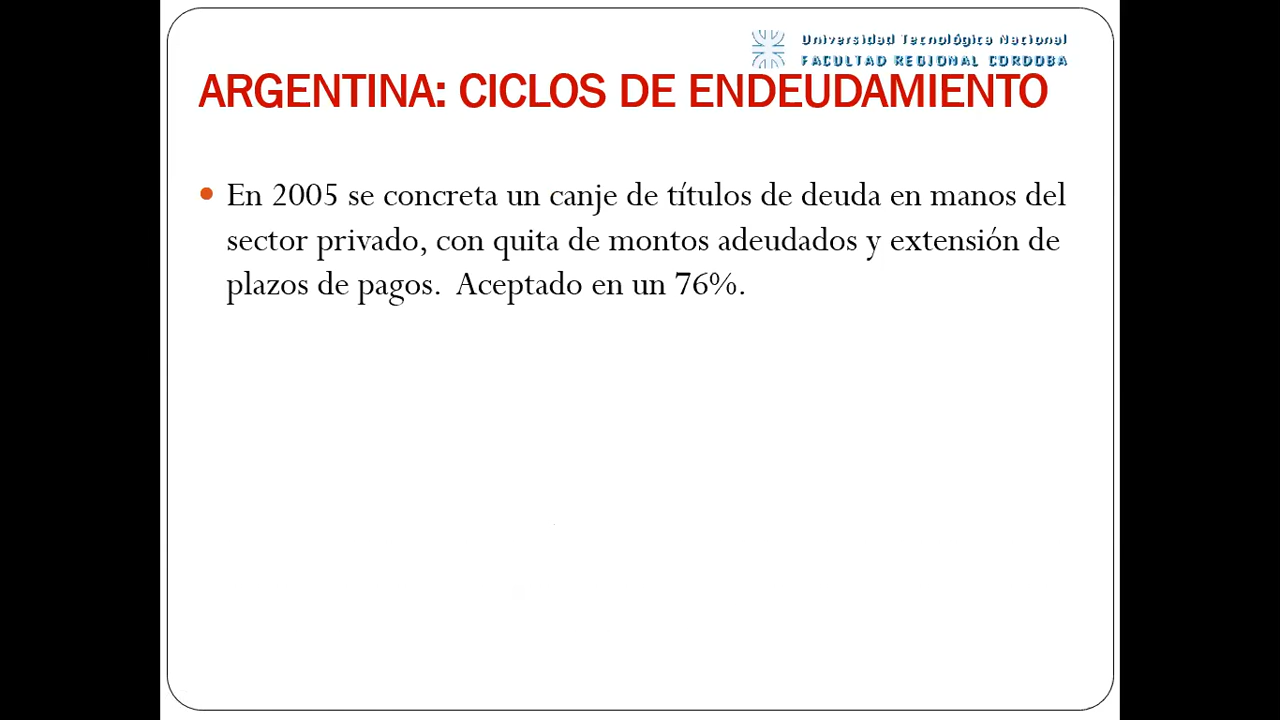 Universidad Tecnológica Nacional
FACULTAD REGIONAL CORDOBA
ARGENTINA: CICLOS DE ENDEUDAMIENTO
• En 2005 se concreta un canje de títulos de deuda en manos del
sector privado, con quita de montos adeudados y extensión de
plazos de pagos.  Aceptado en un 76%.